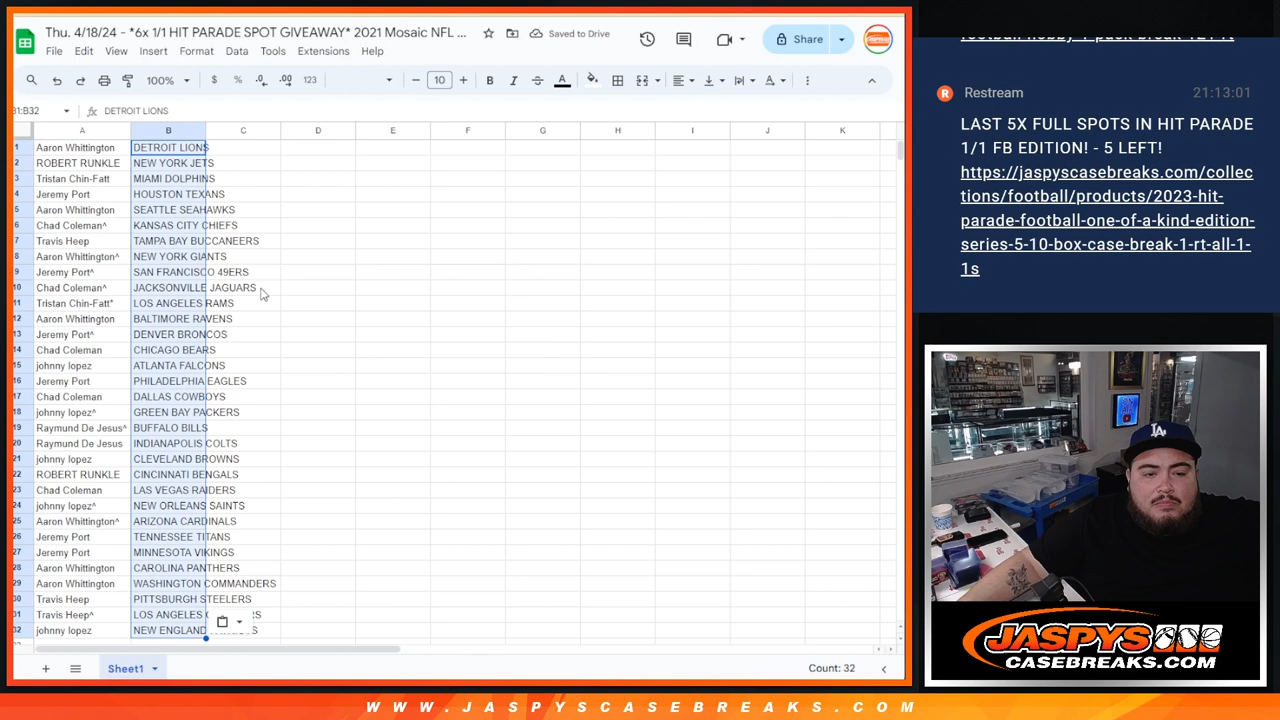 Thu. 4/18/24 - *6x 1/1 HIT PARADE SPOT GIVEAWAY* 2021 Mosaic NFL ...
Saved to Drive
Share
File Edit View Insert Format Data Tools Extensions Help
100% $ % .0 .00 123 10 B I S A
B1:B32 fx DETROIT LIONS
A B C D E F G H I J K
1 Aaron Whittington DETROIT LIONS
2 ROBERT RUNKLE NEW YORK JETS
3 Tristan Chin-Fatt MIAMI DOLPHINS
4 Jeremy Port HOUSTON TEXANS
5 Aaron Whittington SEATTLE SEAHAWKS
6 Chad Coleman^ KANSAS CITY CHIEFS
7 Travis Heep TAMPA BAY BUCCANEERS
8 Aaron Whittington^ NEW YORK GIANTS
9 Jeremy Port^ SAN FRANCISCO 49ERS
10 Chad Coleman^ JACKSONVILLE JAGUARS
11 Tristan Chin-Fatt* LOS ANGELES RAMS
12 Aaron Whittington BALTIMORE RAVENS
13 Jeremy Port^ DENVER BRONCOS
14 Chad Coleman CHICAGO BEARS
15 johnny lopez ATLANTA FALCONS
16 Jeremy Port PHILADELPHIA EAGLES
17 Chad Coleman DALLAS COWBOYS
18 johnny lopez^ GREEN BAY PACKERS
19 Raymund De Jesus^ BUFFALO BILLS
20 Raymund De Jesus INDIANAPOLIS COLTS
21 johnny lopez CLEVELAND BROWNS
22 ROBERT RUNKLE CINCINNATI BENGALS
23 Chad Coleman LAS VEGAS RAIDERS
24 johnny lopez^ NEW ORLEANS SAINTS
25 Aaron Whittington^ ARIZONA CARDINALS
26 Jeremy Port TENNESSEE TITANS
27 Jeremy Port MINNESOTA VIKINGS
28 Aaron Whittington CAROLINA PANTHERS
29 Aaron Whittington WASHINGTON COMMANDERS
30 Travis Heep PITTSBURGH STEELERS
31 Travis Heep^ LOS ANGELES
32 johnny lopez NEW ENGLAND
Sheet1
Count: 32
Restream 21:13:01
LAST 5X FULL SPOTS IN HIT PARADE
1/1 FB EDITION! - 5 LEFT!
https://jaspyscasebreaks.com/collec
tions/football/products/2023-hit-
parade-football-one-of-a-kind-edition-
series-5-10-box-case-break-1-rt-all-1-
1s
LA
JASPYS
CASEBREAKS.COM
WWW.JASPYSCASEBREAKS.COM